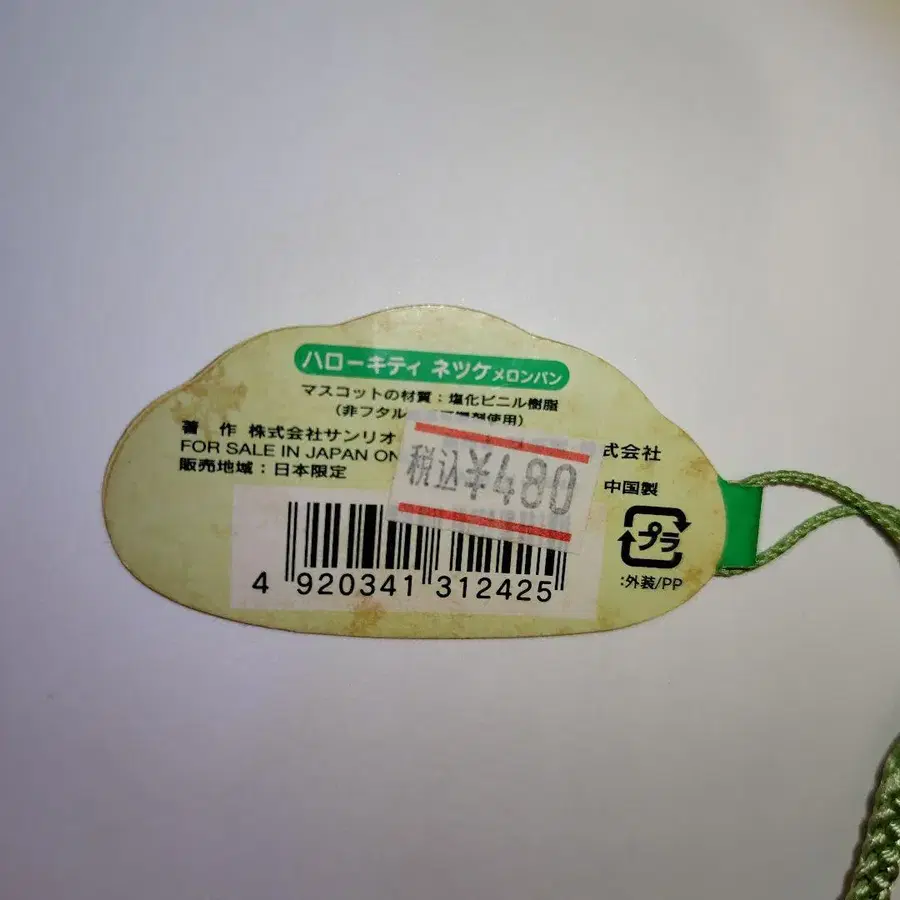 ハローキティ ネツケメロンパン
マスコットの材質：塩化ビニル樹脂
（非フタル 使用）
著 作 株式会社サンリオ 式会社
FOR SALE IN JAPAN ON
販売地域：日本限定
税込¥480
中国製
プラ
:外装/PP
4 920341 312425